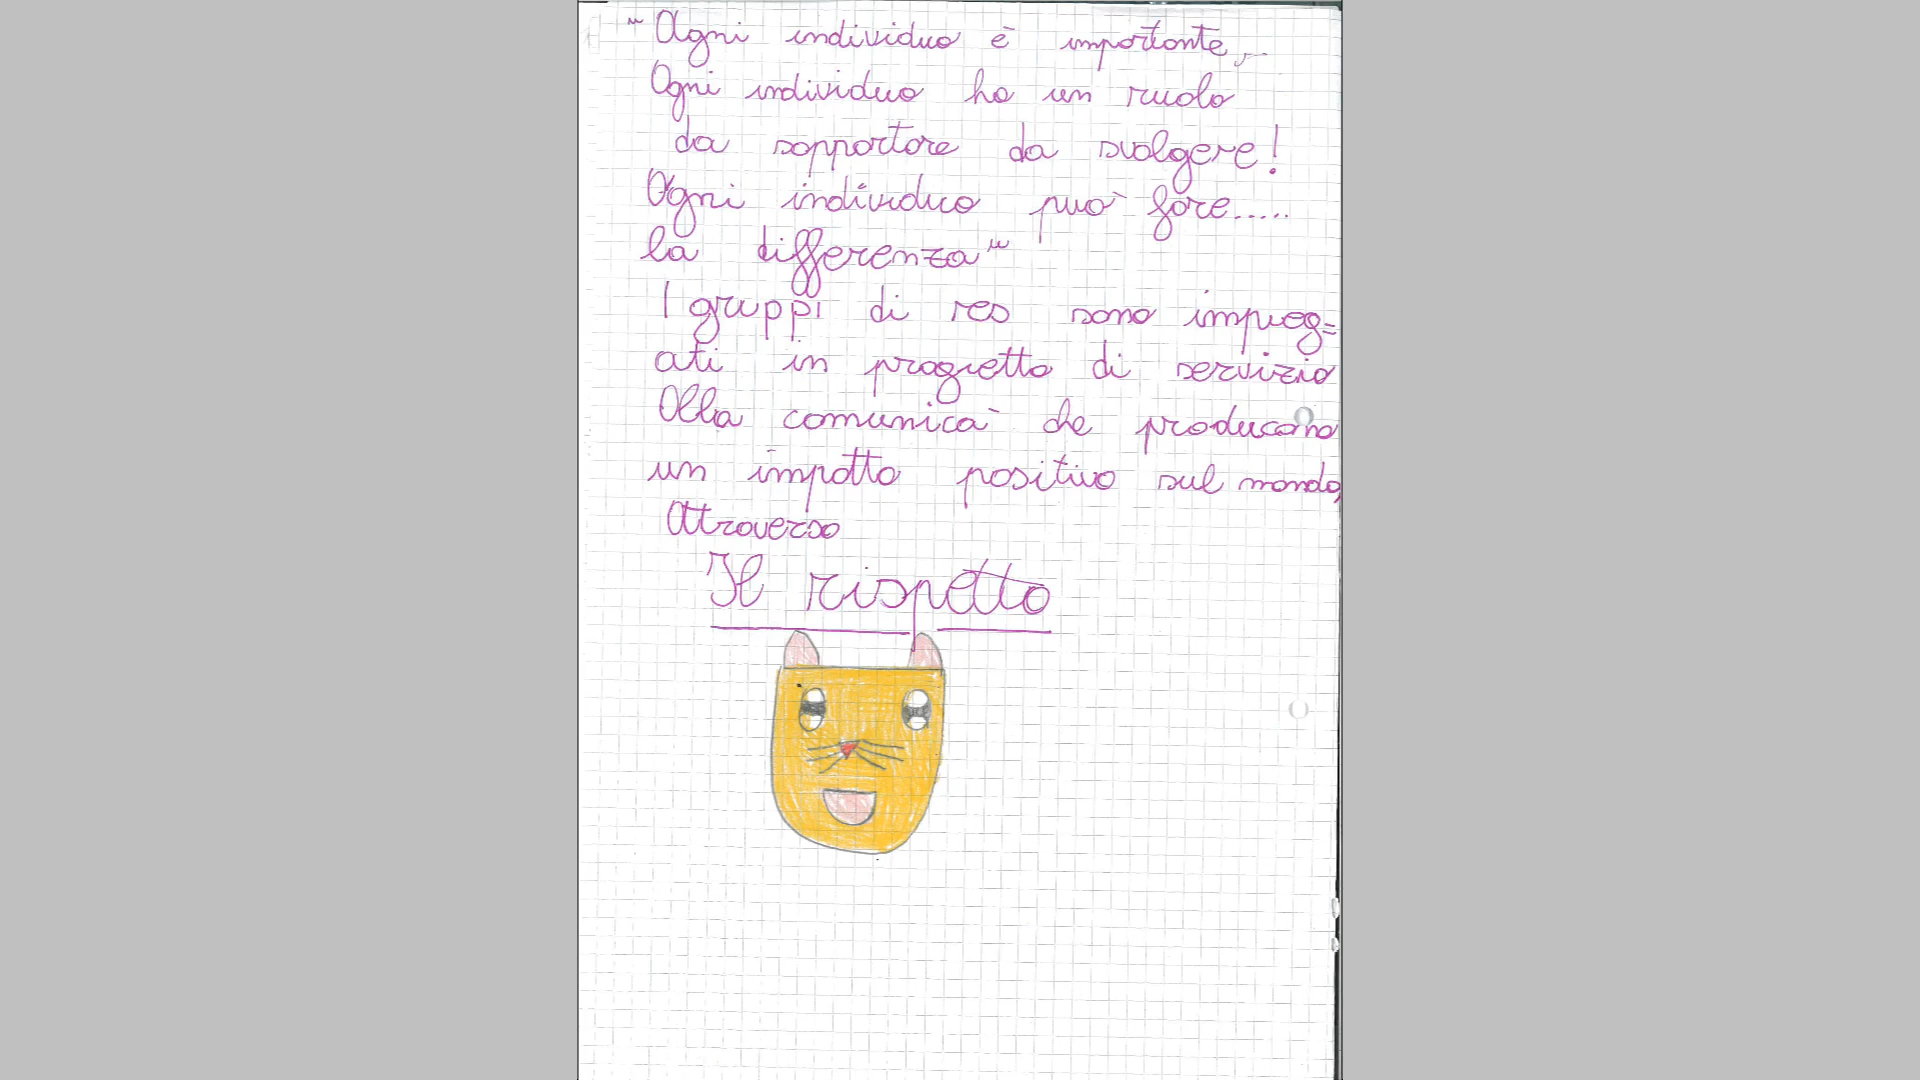 "Ogni individuo è importante,
Ogni individuo ha un ruolo
da sopportare da svolgere!
Ogni individuo può fare.....
la differenza"
I gruppi di res sono impieg=
ati in progietto di servizio
Alla comunicà che producano
un impatto positivo sul mondo,
Attraverso
Il rispetto